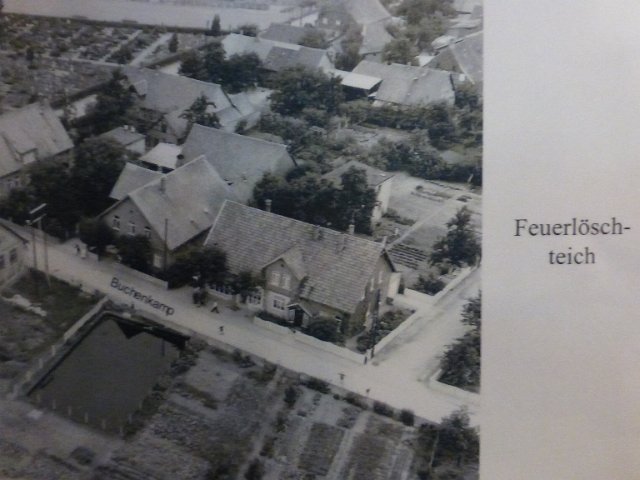 Buchenkamp
Feuerlösch-
teich